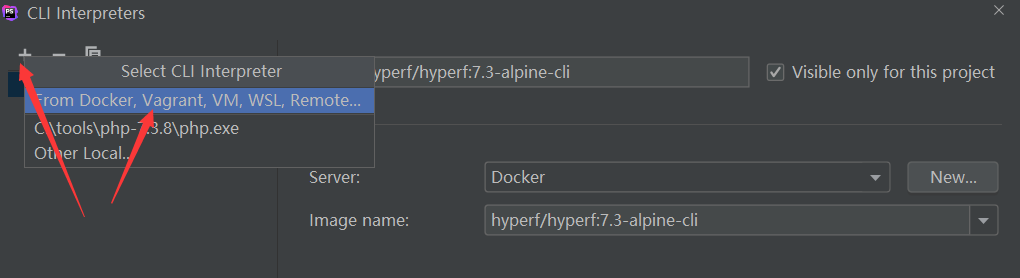 PS CLI Interpreters
Select CLI Interpreter
From Docker, Vagrant, VM, WSL, Remote...
C:\tools\php-7.3.8\php.exe
Other Local...
hyperf/hyperf:7.3-alpine-cli
Visible only for this project
Server:
Docker
New...
Image name:
hyperf/hyperf:7.3-alpine-cli